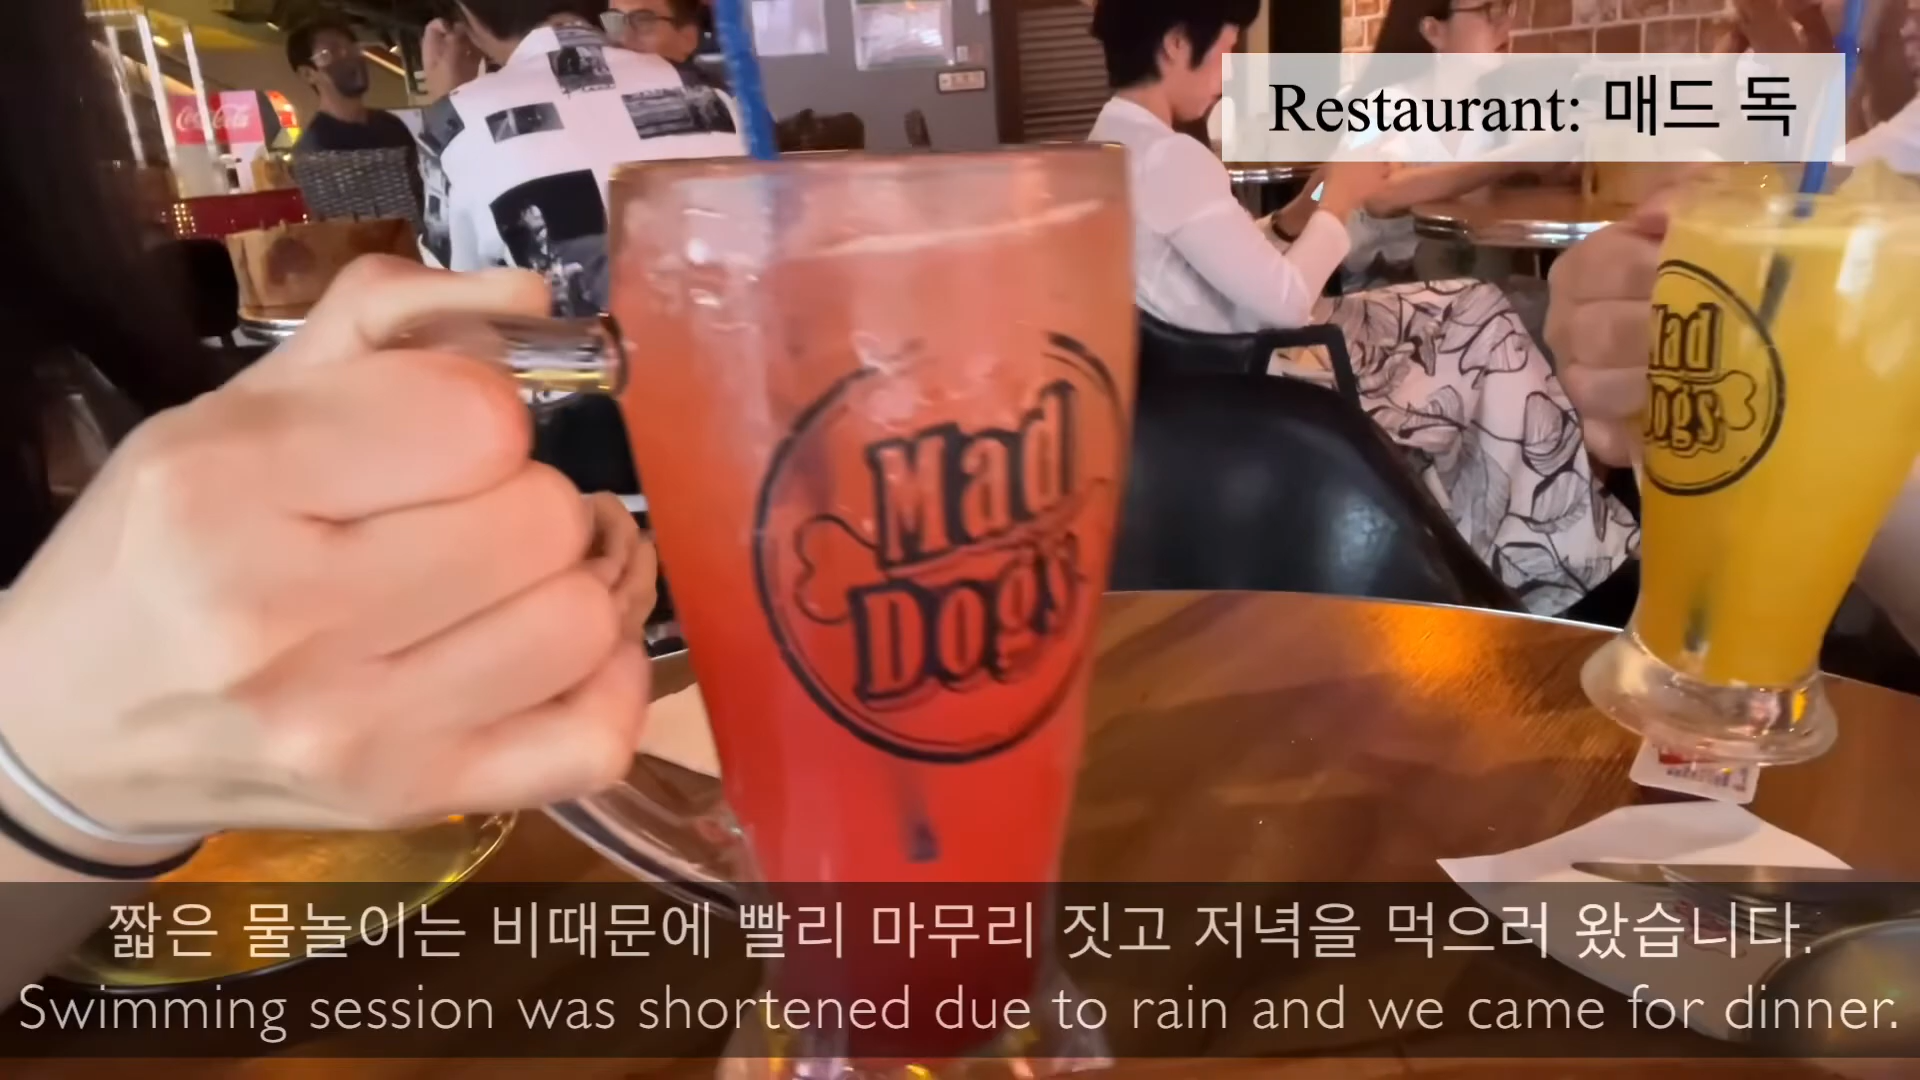 Coca-Cola
Restaurant: 매드 독
Mad
Dogs
Mad
Dogs
짧은 물놀이는 비때문에 빨리 마무리 짓고 저녁을 먹으러 왔습니다.
Swimming session was shortened due to rain and we came for dinner.